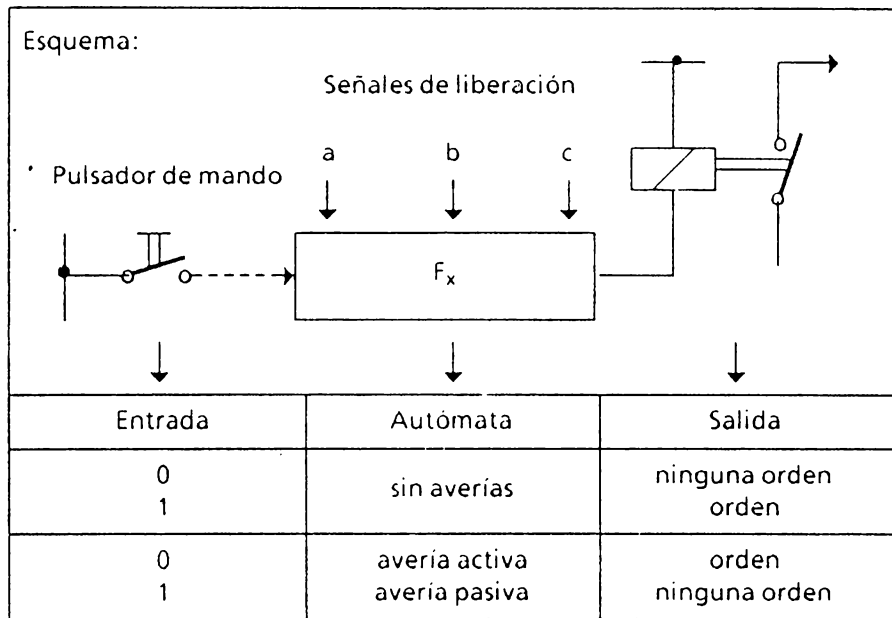 Esquema:
Señales de liberación
a b c
Pulsador de mando
Fx
Entrada Autómata Salida
0 sin averías ninguna orden
1 orden
0 avería activa orden
1 avería pasiva ninguna orden